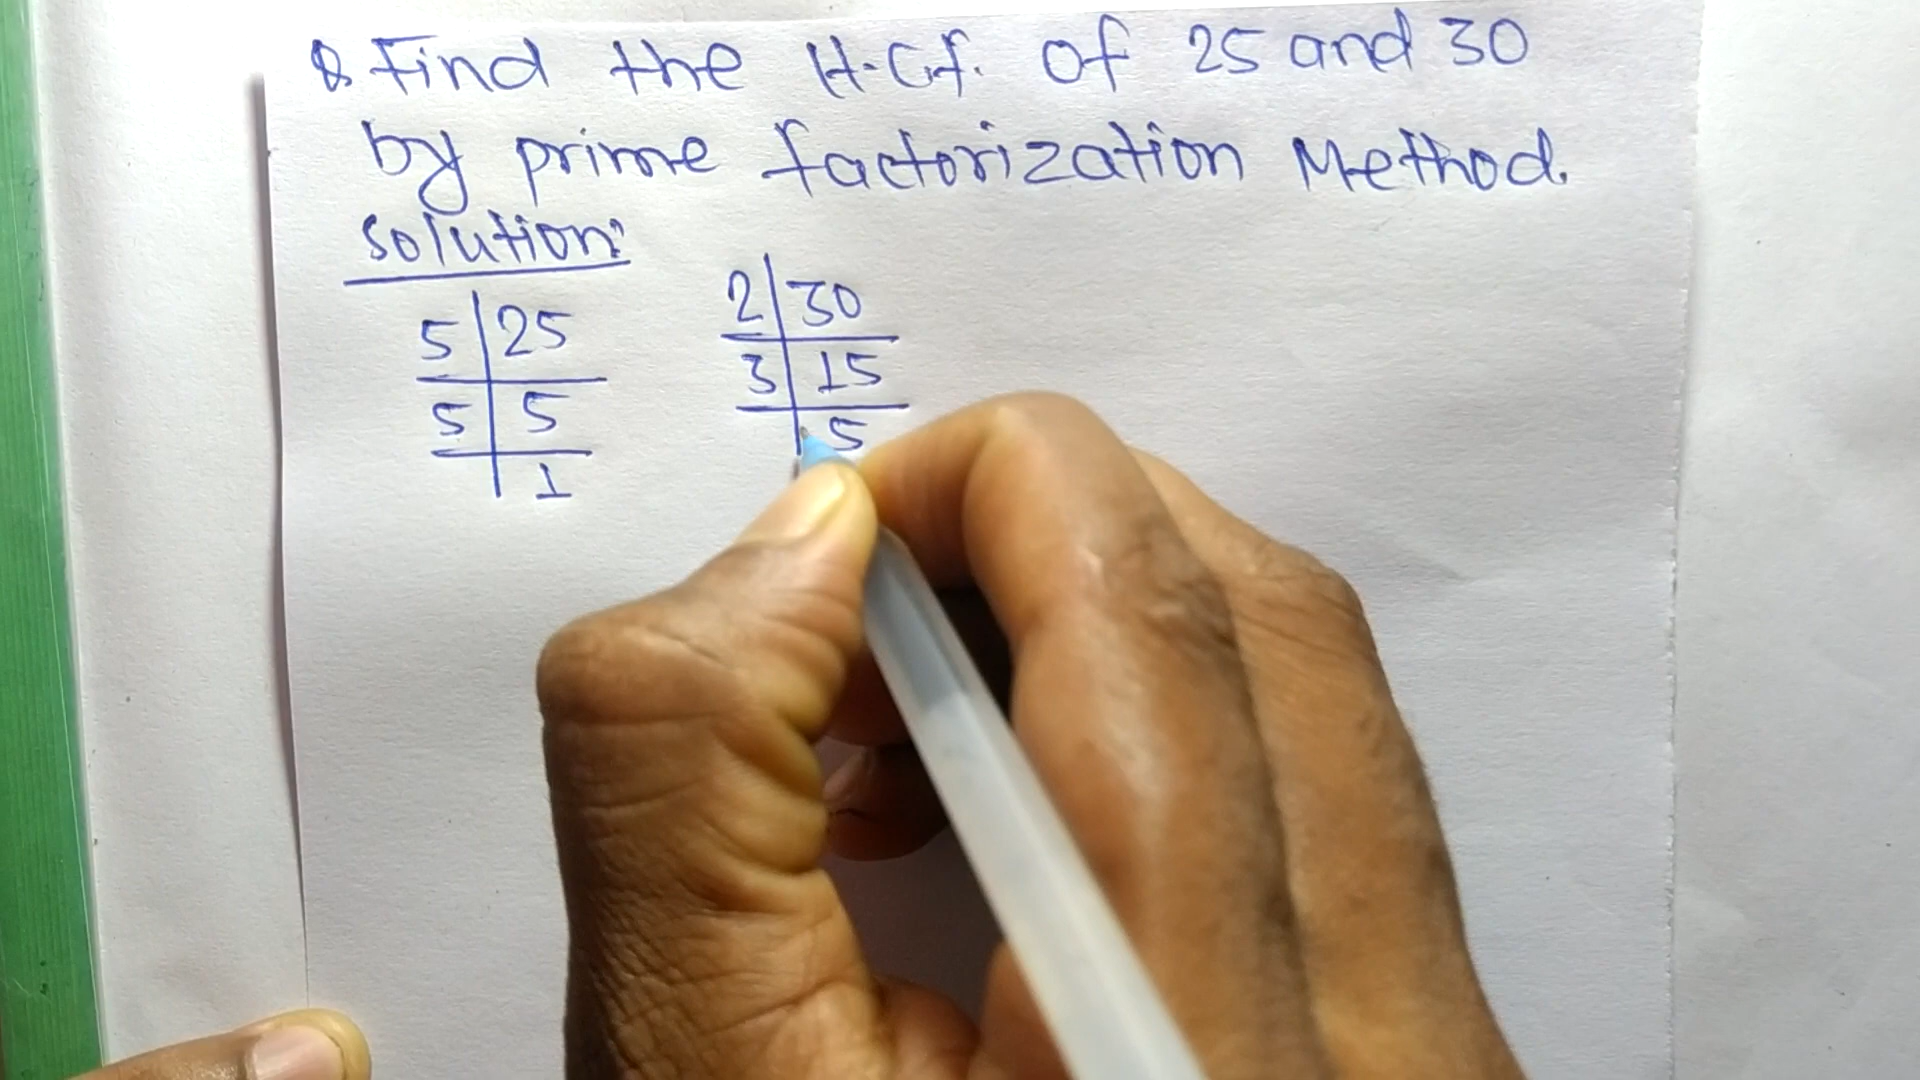 Q. Find the H.C.f. of 25 and 30
by prime factorization Method.
Solution:
5 25
5 5
1
2 30
3 15
5